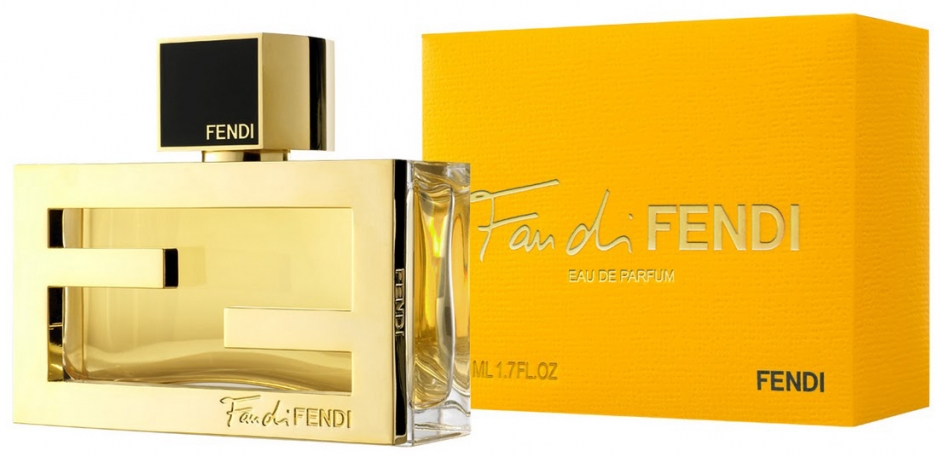 FENDI
FENDI
Fan di FENDI
Fan di FENDI
EAU DE PARFUM
ML 1.7FL.OZ
FENDI